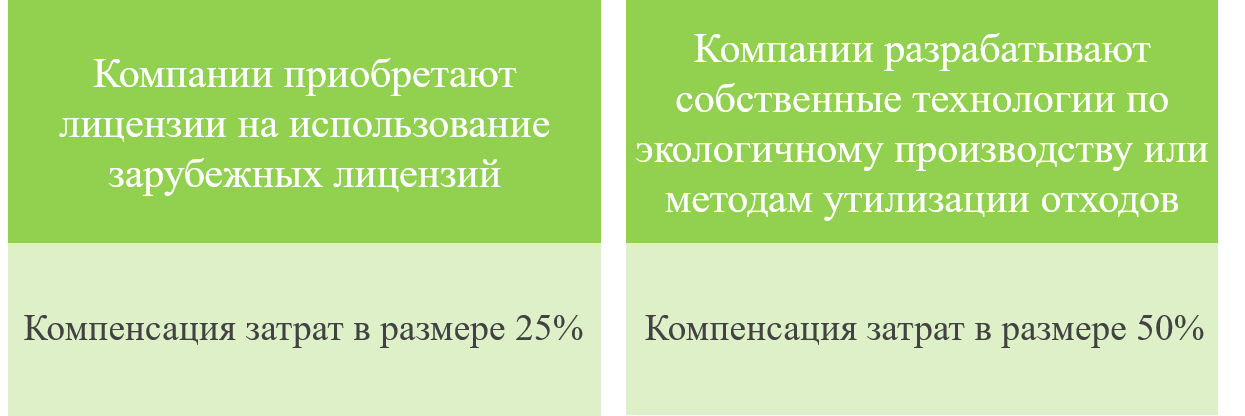 Компании приобретают
лицензии на использование
зарубежных лицензий
Компенсация затрат в размере 25%
Компании разрабатывают
собственные технологии по
экологичному производству или
методам утилизации отходов
Компенсация затрат в размере 50%